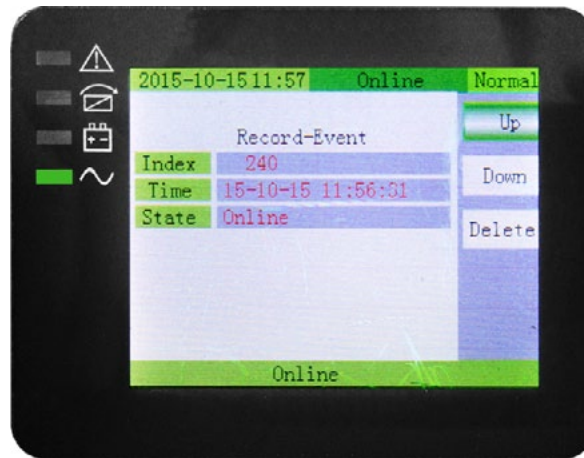 2015-10-15 11:57 Online Normal
Record-Event
Index 240
Time 15-10-15 11:56:31
State Online
Up
Down
Delete
Online